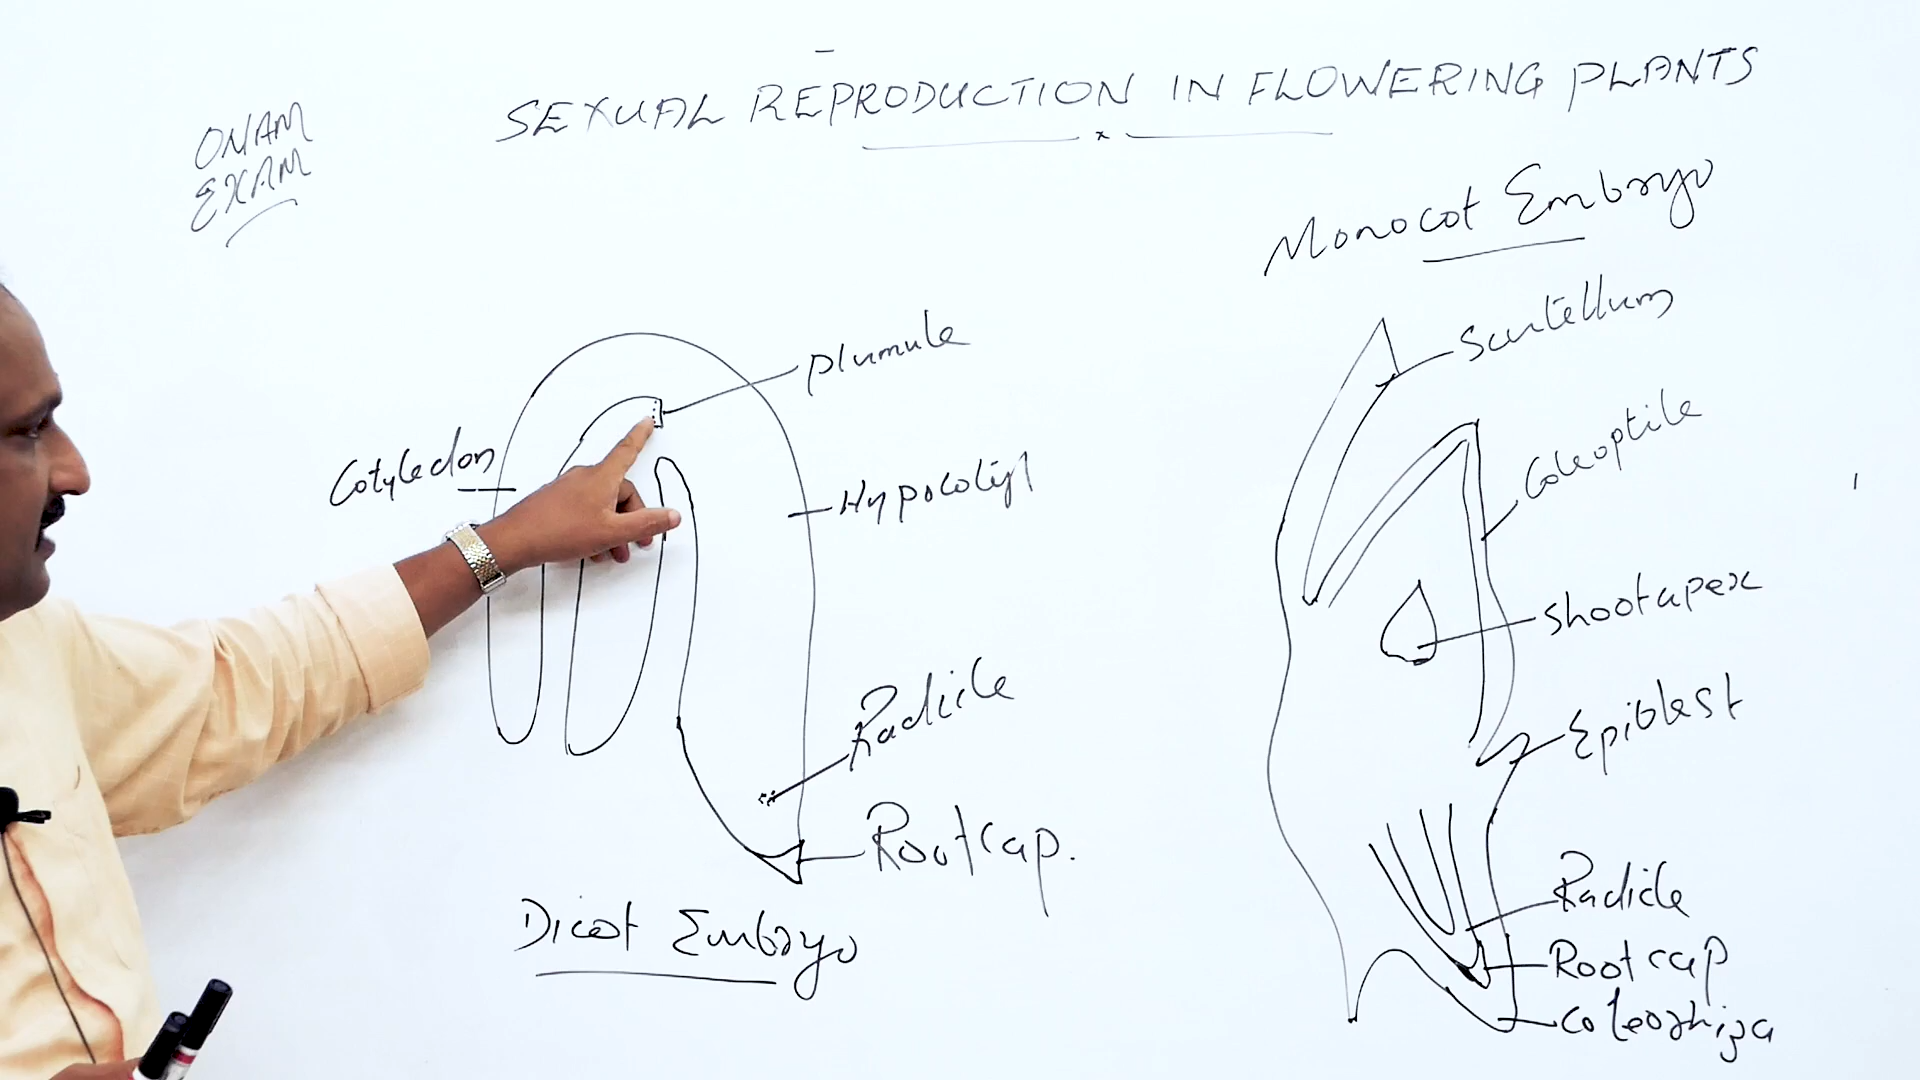 SEXUAL REPRODUCTION IN FLOWERING PLANTS
ONAM
EXAM
Monocot Embryo
Scutellum
Plumule
Coleoptile
Cotyledon
Hypocotyl
Shootapex
Radicle
Epiblast
Rootcap.
Radicle
Dicot Embryo
Rootcap
Coleorhiza